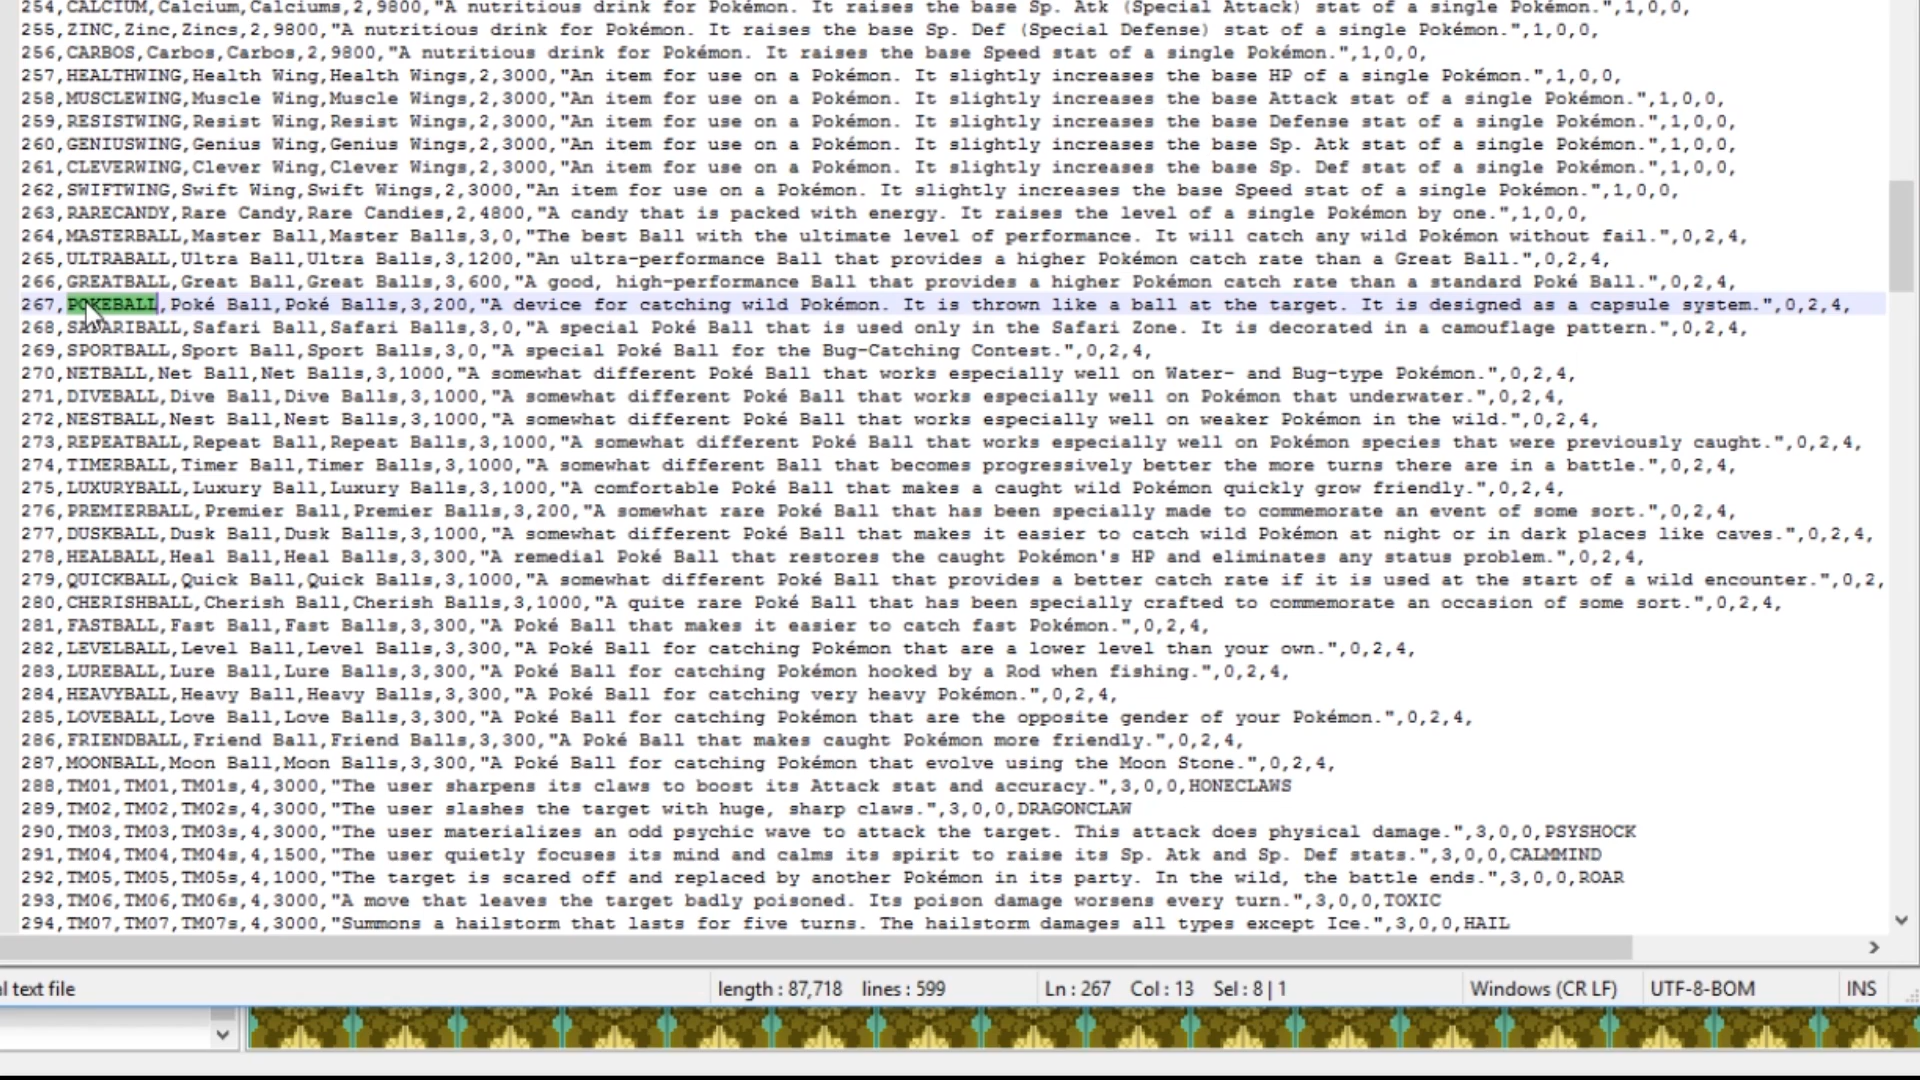 254,CALCIUM,Calcium,Calciums,2,9800,"A nutritious drink for Pokémon. It raises the base Sp. Atk (Special Attack) stat of a single Pokémon.",1,0,0,
255,ZINC,Zinc,Zincs,2,9800,"A nutritious drink for Pokémon. It raises the base Sp. Def (Special Defense) stat of a single Pokémon.",1,0,0,
256,CARBOS,Carbos,Carbos,2,9800,"A nutritious drink for Pokémon. It raises the base Speed stat of a single Pokémon.",1,0,0,
257,HEALTHWING,Health Wing,Health Wings,2,3000,"An item for use on a Pokémon. It slightly increases the base HP of a single Pokémon.",1,0,0,
258,MUSCLEWING,Muscle Wing,Muscle Wings,2,3000,"An item for use on a Pokémon. It slightly increases the base Attack stat of a single Pokémon.",1,0,0,
259,RESISTWING,Resist Wing,Resist Wings,2,3000,"An item for use on a Pokémon. It slightly increases the base Defense stat of a single Pokémon.",1,0,0,
260,GENIUSWING,Genius Wing,Genius Wings,2,3000,"An item for use on a Pokémon. It slightly increases the base Sp. Atk stat of a single Pokémon.",1,0,0,
261,CLEVERWING,Clever Wing,Clever Wings,2,3000,"An item for use on a Pokémon. It slightly increases the base Sp. Def stat of a single Pokémon.",1,0,0,
262,SWIFTWING,Swift Wing,Swift Wings,2,3000,"An item for use on a Pokémon. It slightly increases the base Speed stat of a single Pokémon.",1,0,0,
263,RARECANDY,Rare Candy,Rare Candies,2,4800,"A candy that is packed with energy. It raises the level of a single Pokémon by one.",1,0,0,
264,MASTERBALL,Master Ball,Master Balls,3,0,"The best Ball with the ultimate level of performance. It will catch any wild Pokémon without fail.",0,2,4,
265,ULTRABALL,Ultra Ball,Ultra Balls,3,1200,"An ultra-performance Ball that provides a higher Pokémon catch rate than a Great Ball.",0,2,4,
266,GREATBALL,Great Ball,Great Balls,3,600,"A good, high-performance Ball that provides a higher Pokémon catch rate than a standard Poké Ball.",0,2,4,
267,POKEBALL,Poké Ball,Poké Balls,3,200,"A device for catching wild Pokémon. It is thrown like a ball at the target. It is designed as a capsule system.",0,2,4,
268,SAFARIBALL,Safari Ball,Safari Balls,3,0,"A special Poké Ball that is used only in the Safari Zone. It is decorated in a camouflage pattern.",0,2,4,
269,SPORTBALL,Sport Ball,Sport Balls,3,0,"A special Poké Ball for the Bug-Catching Contest.",0,2,4,
270,NETBALL,Net Ball,Net Balls,3,1000,"A somewhat different Poké Ball that works especially well on Water- and Bug-type Pokémon.",0,2,4,
271,DIVEBALL,Dive Ball,Dive Balls,3,1000,"A somewhat different Poké Ball that works especially well on Pokémon that underwater.",0,2,4,
272,NESTBALL,Nest Ball,Nest Balls,3,1000,"A somewhat different Poké Ball that works especially well on weaker Pokémon in the wild.",0,2,4,
273,REPEATBALL,Repeat Ball,Repeat Balls,3,1000,"A somewhat different Poké Ball that works especially well on Pokémon species that were previously caught.",0,2,4,
274,TIMERBALL,Timer Ball,Timer Balls,3,1000,"A somewhat different Ball that becomes progressively better the more turns there are in a battle.",0,2,4,
275,LUXURYBALL,Luxury Ball,Luxury Balls,3,1000,"A comfortable Poké Ball that makes a caught wild Pokémon quickly grow friendly.",0,2,4,
276,PREMIERBALL,Premier Ball,Premier Balls,3,200,"A somewhat rare Poké Ball that has been specially made to commemorate an event of some sort.",0,2,4,
277,DUSKBALL,Dusk Ball,Dusk Balls,3,1000,"A somewhat different Poké Ball that makes it easier to catch wild Pokémon at night or in dark places like caves.",0,2,4,
278,HEALBALL,Heal Ball,Heal Balls,3,300,"A remedial Poké Ball that restores the caught Pokémon's HP and eliminates any status problem.",0,2,4,
279,QUICKBALL,Quick Ball,Quick Balls,3,1000,"A somewhat different Poké Ball that provides a better catch rate if it is used at the start of a wild encounter.",0,2,
280,CHERISHBALL,Cherish Ball,Cherish Balls,3,1000,"A quite rare Poké Ball that has been specially crafted to commemorate an occasion of some sort.",0,2,4,
281,FASTBALL,Fast Ball,Fast Balls,3,300,"A Poké Ball that makes it easier to catch fast Pokémon.",0,2,4,
282,LEVELBALL,Level Ball,Level Balls,3,300,"A Poké Ball for catching Pokémon that are a lower level than your own.",0,2,4,
283,LUREBALL,Lure Ball,Lure Balls,3,300,"A Poké Ball for catching Pokémon hooked by a Rod when fishing.",0,2,4,
284,HEAVYBALL,Heavy Ball,Heavy Balls,3,300,"A Poké Ball for catching very heavy Pokémon.",0,2,4,
285,LOVEBALL,Love Ball,Love Balls,3,300,"A Poké Ball for catching Pokémon that are the opposite gender of your Pokémon.",0,2,4,
286,FRIENDBALL,Friend Ball,Friend Balls,3,300,"A Poké Ball that makes caught Pokémon more friendly.",0,2,4,
287,MOONBALL,Moon Ball,Moon Balls,3,300,"A Poké Ball for catching Pokémon that evolve using the Moon Stone.",0,2,4,
288,TM01,TM01,TM01s,4,3000,"The user sharpens its claws to boost its Attack stat and accuracy.",3,0,0,HONECLAWS
289,TM02,TM02,TM02s,4,3000,"The user slashes the target with huge, sharp claws.",3,0,0,DRAGONCLAW
290,TM03,TM03,TM03s,4,3000,"The user materializes an odd psychic wave to attack the target. This attack does physical damage.",3,0,0,PSYSHOCK
291,TM04,TM04,TM04s,4,1500,"The user quietly focuses its mind and calms its spirit to raise its Sp. Atk and Sp. Def stats.",3,0,0,CALMMIND
292,TM05,TM05,TM05s,4,1000,"The target is scared off and replaced by another Pokémon in its party. In the wild, the battle ends.",3,0,0,ROAR
293,TM06,TM06,TM06s,4,3000,"A move that leaves the target badly poisoned. Its poison damage worsens every turn.",3,0,0,TOXIC
294,TM07,TM07,TM07s,4,3000,"Summons a hailstorm that lasts for five turns. The hailstorm damages all types except Ice.",3,0,0,HAIL
l text file length : 87,718 lines : 599 Ln : 267 Col : 13 Sel : 8 | 1 Windows (CR LF) UTF-8-BOM INS